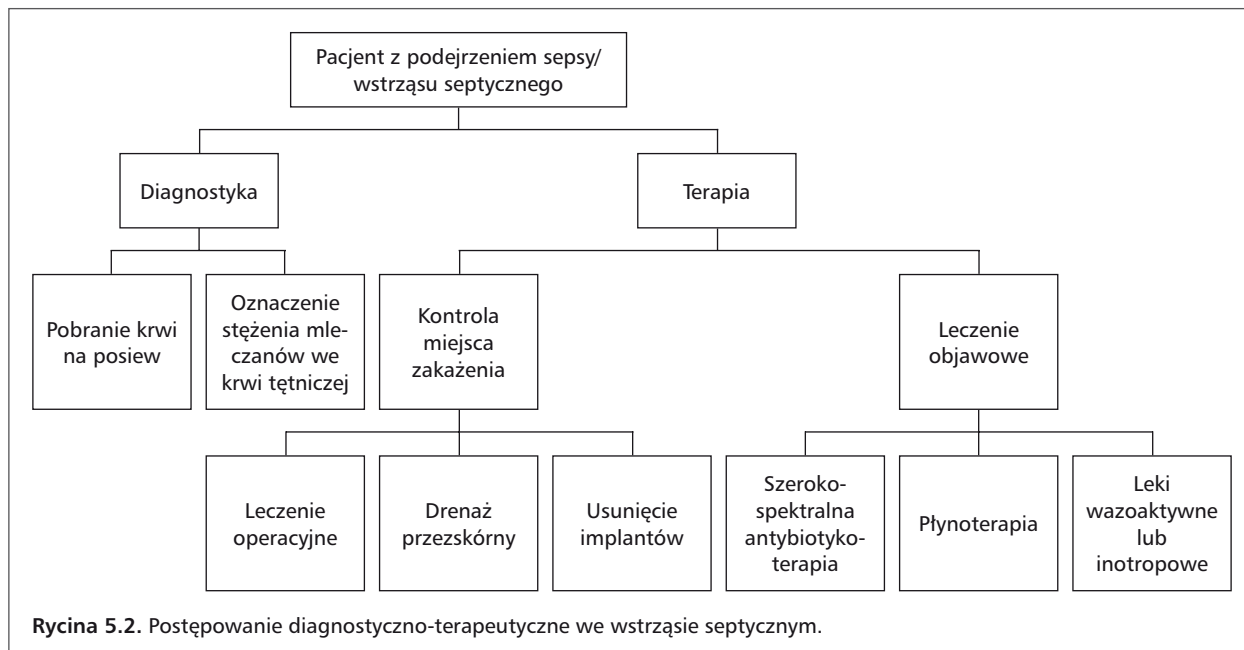 Pacjent z podejrzeniem sepsy/
wstrząsu septycznego
Diagnostyka
Terapia
Pobranie krwi
na posiew
Oznaczenie
stężenia mle-
czanów we
krwi tętniczej
Kontrola
miejsca
zakażenia
Leczenie
objawowe
Leczenie
operacyjne
Drenaż
przezskórny
Usunięcie
implantów
Szeroko-
spektralna
antybiotyko-
terapia
Płynoterapia
Leki
wazoaktywne
lub
inotropowe
Rycina 5.2. Postępowanie diagnostyczno-terapeutyczne we wstrząsie septycznym.